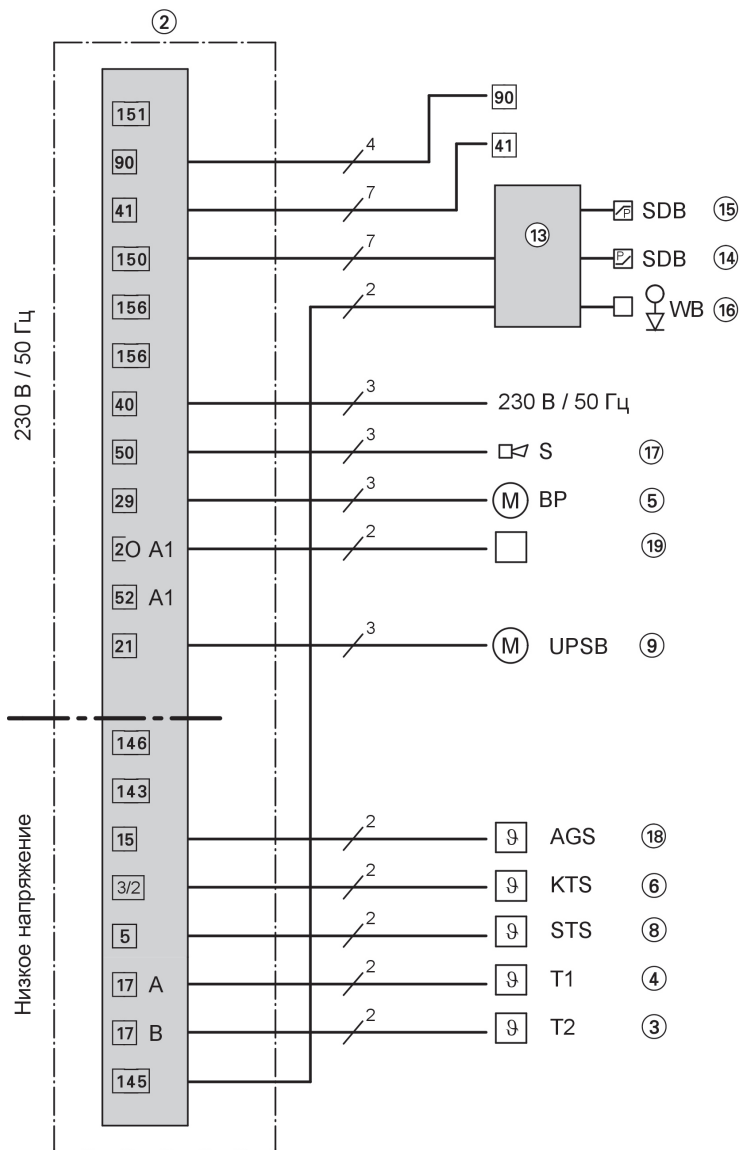 2
151
90 4 90
41 7 41
150 7 13 P SDB 15
P SDB 14
156 2 WB 16
156
40 3 230 В / 50 Гц
50 3 S 17
29 3 M BP 5
2O A1 2 19
52 A1
21 3 M UPSB 9
230 В / 50 Гц
146
143
15 2 ϑ AGS 18
3/2 2 ϑ KTS 6
5 2 ϑ STS 8
17 A 2 ϑ T1 4
17 B 2 ϑ T2 3
145
Низкое напряжение